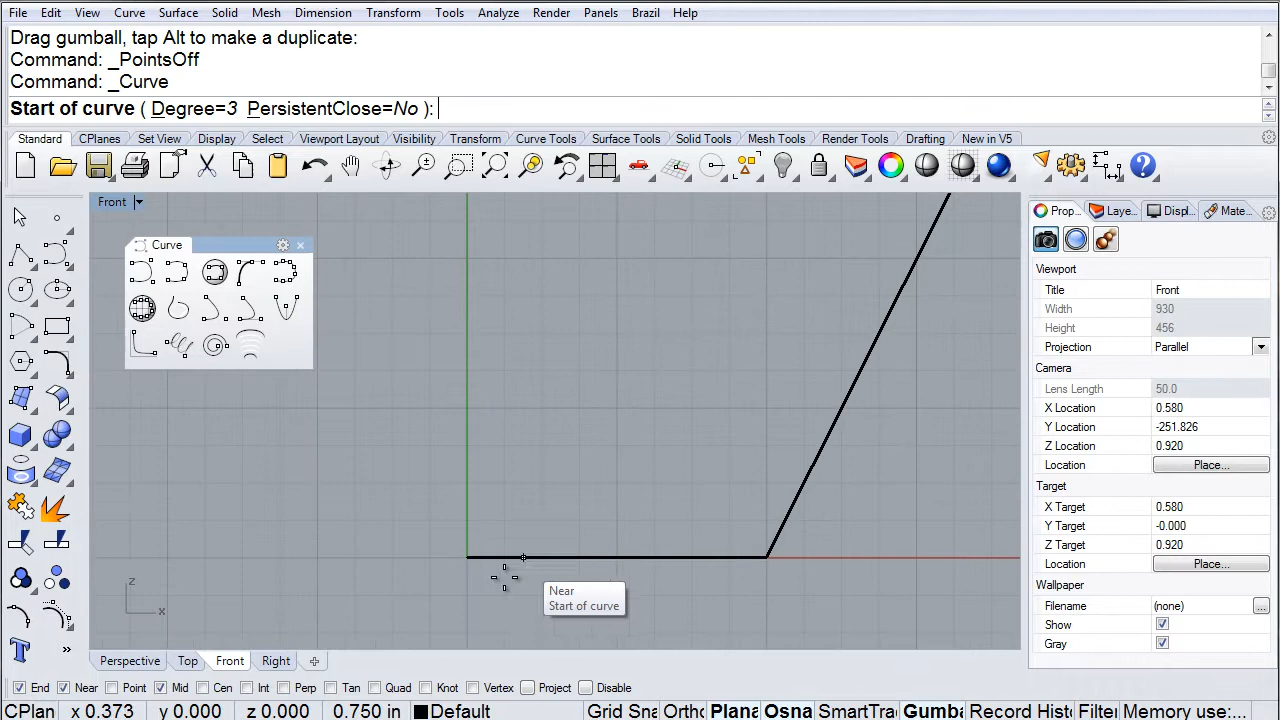 File Edit View Curve Surface Solid Mesh Dimension Transform Tools Analyze Render Panels Brazil Help
Drag gumball, tap Alt to make a duplicate:
Command: _PointsOff
Command: _Curve
Start of curve ( Degree=3 PersistentClose=No ):
Standard CPlanes Set View Display Select Viewport Layout Visibility Transform Curve Tools Surface Tools Solid Tools Mesh Tools Render Tools Drafting New in V5
Front
Curve
Prop... Laye... Displ... Mate...
Viewport
Title Front
Width 930
Height 456
Projection Parallel
Camera
Lens Length 50.0
X Location 0.580
Y Location -251.826
Z Location 0.920
Location Place...
Target
X Target 0.580
Y Target -0.000
Z Target 0.920
Location Place...
Wallpaper
Filename (none) ...
Show
Gray
Near
Start of curve
z
x
T »
Perspective Top Front Right
End Near Point Mid Cen Int Perp Tan Quad Knot Vertex Project Disable
CPlan x 0.373 y 0.000 z 0.000 0.750 in Default Grid Sna Ortho Plana Osna SmartTra Gumba Record Histo Memory use:...